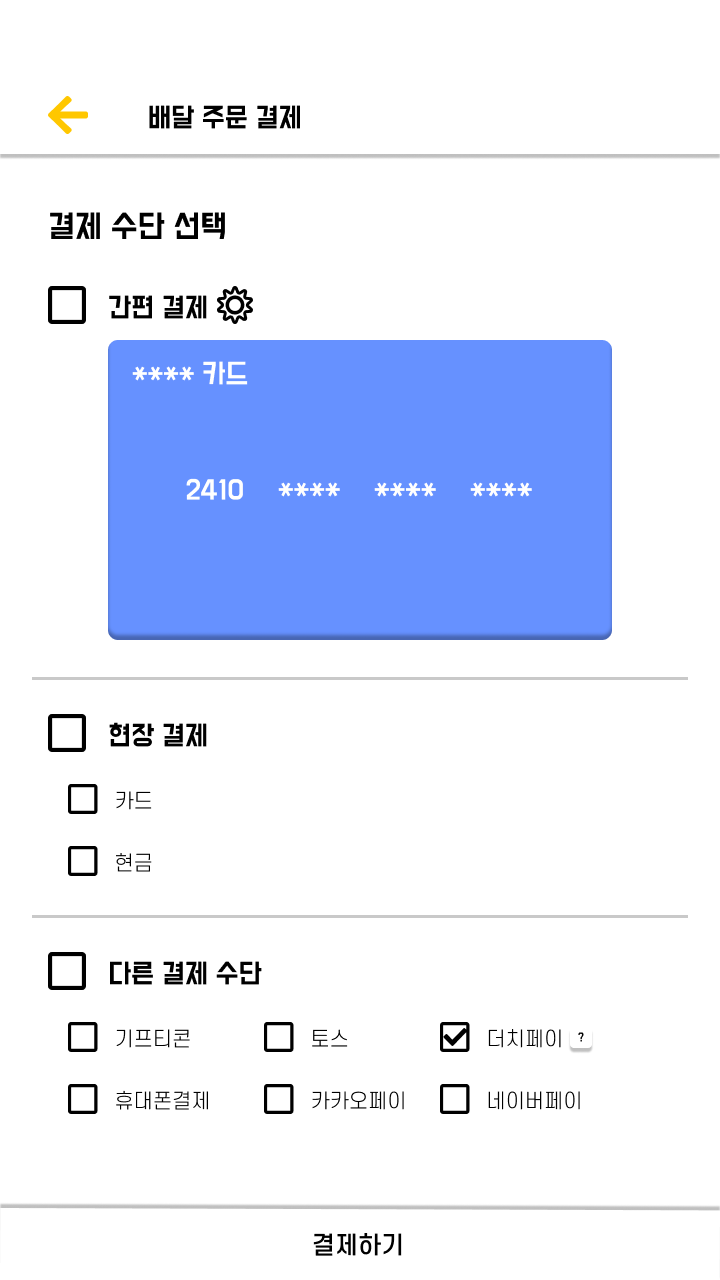 배달 주문 결제
결제 수단 선택
간편 결제
**** 카드
2410 **** **** ****
현장 결제
카드
현금
다른 결제 수단
기프티콘 토스 더치페이 ?
휴대폰결제 카카오페이 네이버페이
결제하기